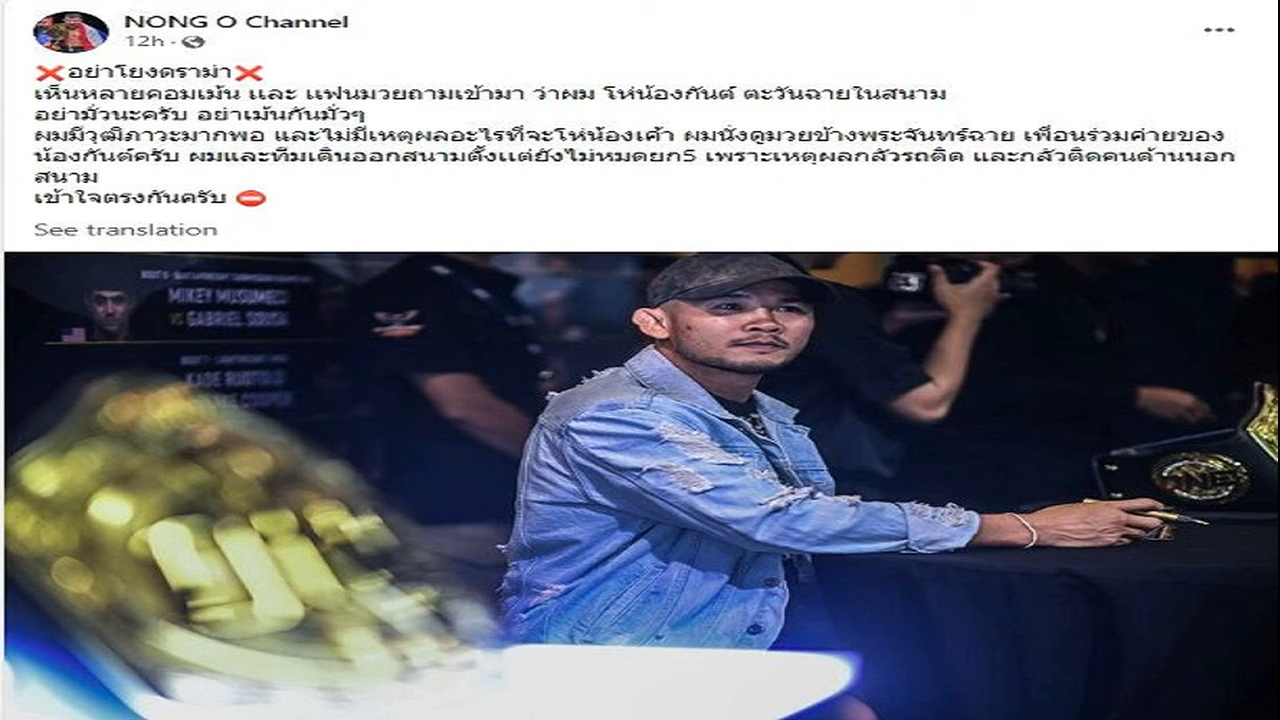 NONG O Channel
12h
❌อย่าโยงดราม่า❌
เห็นหลายคอมเม้น และ แฟนมวยถามเข้ามา ว่าผม โห่น้องกันต์ ตะวันฉายในสนาม
อย่ามั่วนะครับ อย่าเม้นกันมั่วๆ
ผมมีวุฒิภาวะมากพอ และไม่มีเหตุผลอะไรที่จะโห่น้องเค้า ผมนั่งดูมวยข้างพระจันทร์ฉาย เพื่อนร่วมค่ายของ
น้องกันต์ครับ ผมและทีมเดินออกสนามตั้งแต่ยังไม่หมดยก5 เพราะเหตุผลกลัวรถติด และกลัวติดคนด้านนอก
สนาม
เข้าใจตรงกันครับ ⛔
See translation
MIKEY MUSUMECI
VS GABRIEL SOUSA
KADE RUOTOLO
COOPER